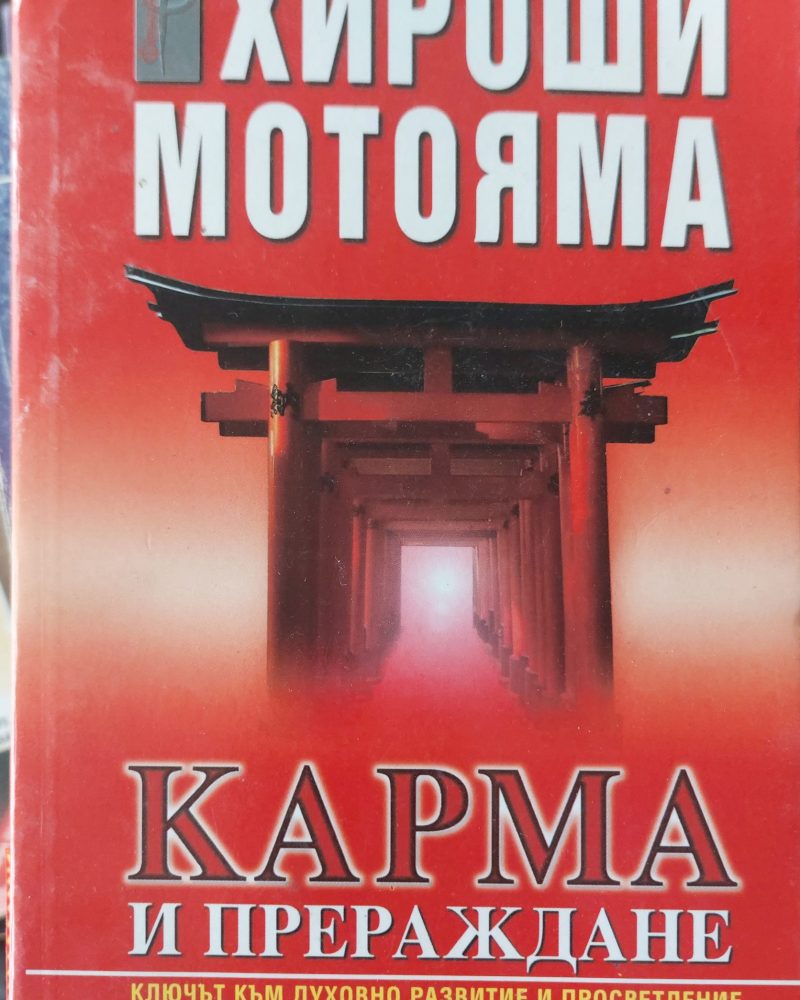 ХИРОШИ
МОТОЯМА
КАРМА
И ПРЕРАЖДАНЕ
КЛЮЧЪТ КЪМ ДУХОВНО РАЗВИТИЕ И ПРОСВЕТЛЕНИЕ